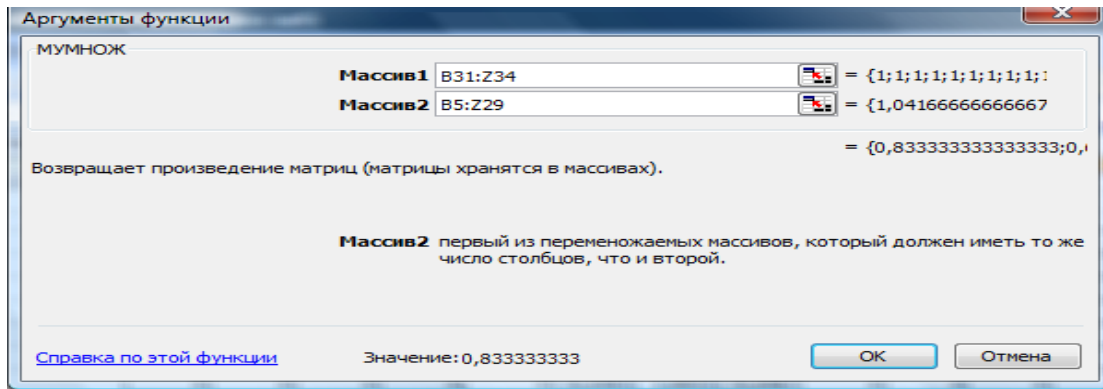 Аргументы функции
МУМНОЖ
Массив1 B31:Z34 = {1;1;1;1;1;1;1;1;1;1
Массив2 B5:Z29 = {1,04166666666667
= {0,833333333333333;0,
Возвращает произведение матриц (матрицы хранятся в массивах).
Массив2 первый из перемножаемых массивов, который должен иметь то же
число столбцов, что и второй.
Справка по этой функции Значение:0,833333333 ОК Отмена